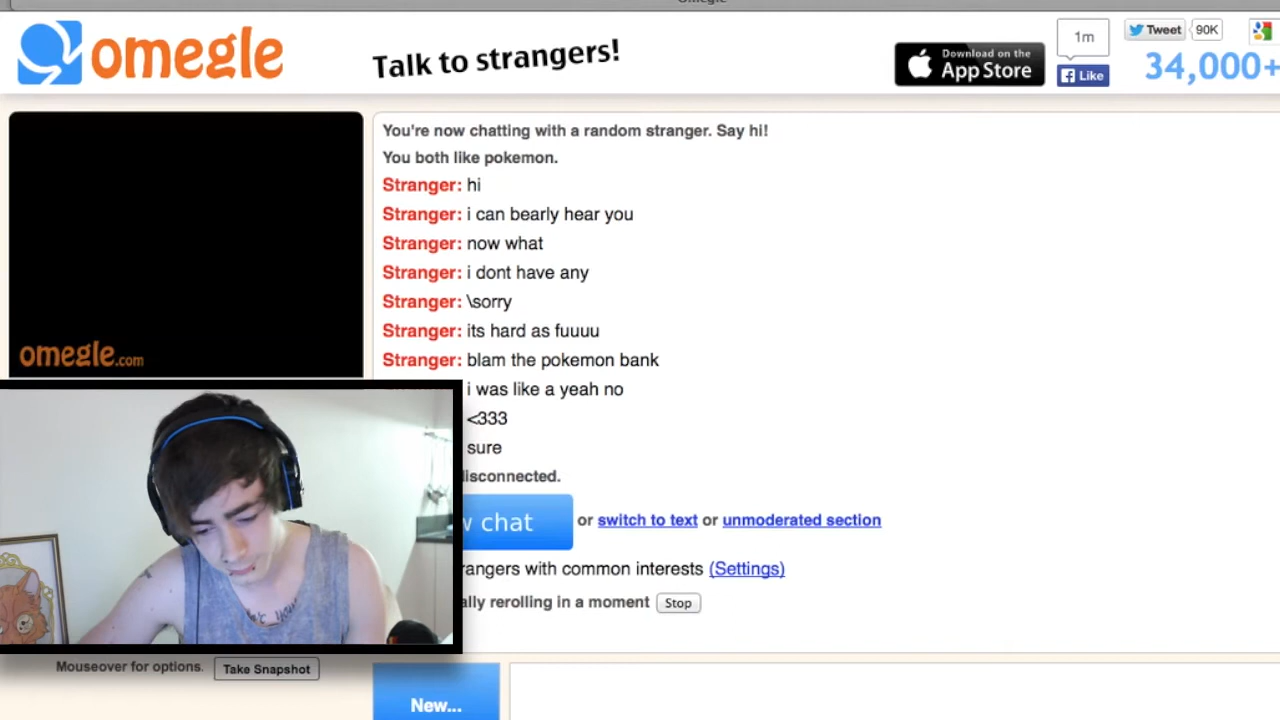 Omegle
omegle
Talk to strangers!
Download on the
App Store
1m
Like
Tweet
90K
34,000+
You're now chatting with a random stranger. Say hi!
You both like pokemon.
Stranger: hi
Stranger: i can bearly hear you
Stranger: now what
Stranger: i dont have any
Stranger: \sorry
Stranger: its hard as fuuuu
Stranger: blam the pokemon bank
i was like a yeah no
<333
sure
disconnected.
w chat
or switch to text or unmoderated section
rangers with common interests (Settings)
ally rerolling in a moment Stop
omegle.com
Mouseover for options. Take Snapshot
New...